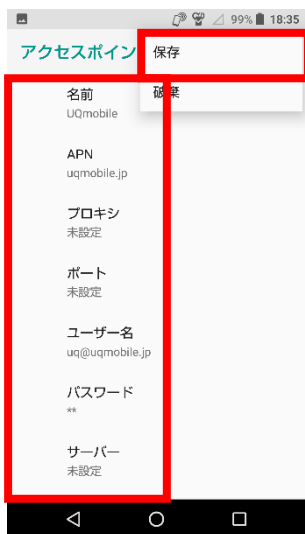 99% 18:35
アクセスポイン
保存
破棄
名前
UQmobile
APN
uqmobile.jp
プロキシ
未設定
ポート
未設定
ユーザー名
uq@uqmobile.jp
パスワード
**
サーバー
未設定